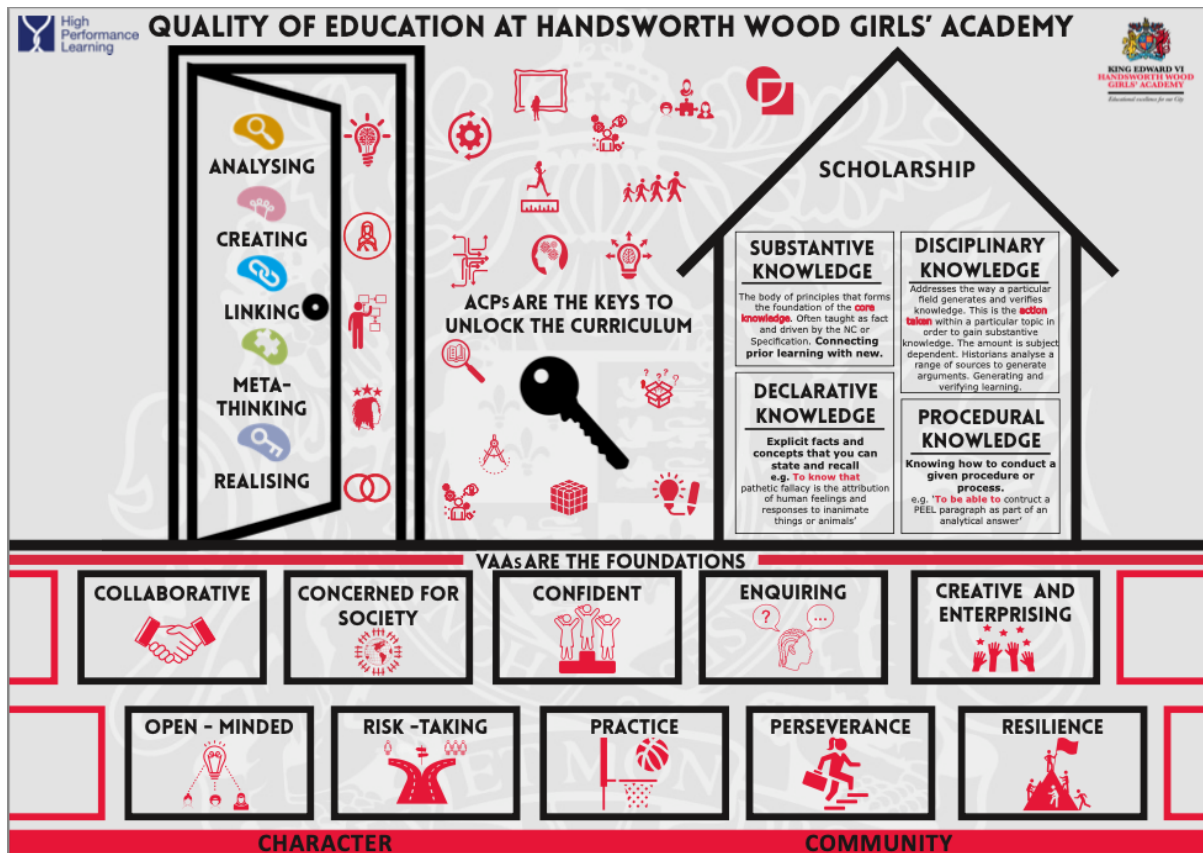 High
Performance
Learning
QUALITY OF EDUCATION AT HANDSWORTH WOOD GIRLS' ACADEMY
KING EDWARD VI
HANDSWORTH WOOD
GIRLS' ACADEMY
Educational excellence for our City
ANALYSING
CREATING
LINKING
META-
THINKING
REALISING
ACPs ARE THE KEYS TO
UNLOCK THE CURRICULUM
? ? ?
SCHOLARSHIP
SUBSTANTIVE
KNOWLEDGE
The body of principles that forms
the foundation of the core
knowledge. Often taught as fact
and driven by the NC or
Specification. Connecting
prior learning with new.
DISCIPLINARY
KNOWLEDGE
Addresses the way a particular
field generates and verifies
knowledge. This is the action
taken within a particular topic in
order to gain substantive
knowledge. The amount is subject
dependent. Historians analyse a
range of sources to generate
arguments. Generating and
verifying learning.
DECLARATIVE
KNOWLEDGE
Explicit facts and
concepts that you can
state and recall
e.g. To know that
pathetic fallacy is the attribution
of human feelings and
responses to inanimate
things or animals'
PROCEDURAL
KNOWLEDGE
Knowing how to conduct a
given procedure or
process.
e.g. 'To be able to contruct a
PEEL paragraph as part of an
analytical answer'
VAAs ARE THE FOUNDATIONS
COLLABORATIVE
CONCERNED FOR
SOCIETY
CONFIDENT
ENQUIRING
? ...
CREATIVE AND
ENTERPRISING
OPEN - MINDED
RISK -TAKING
PRACTICE
PERSEVERANCE
RESILIENCE
CHARACTER
COMMUNITY